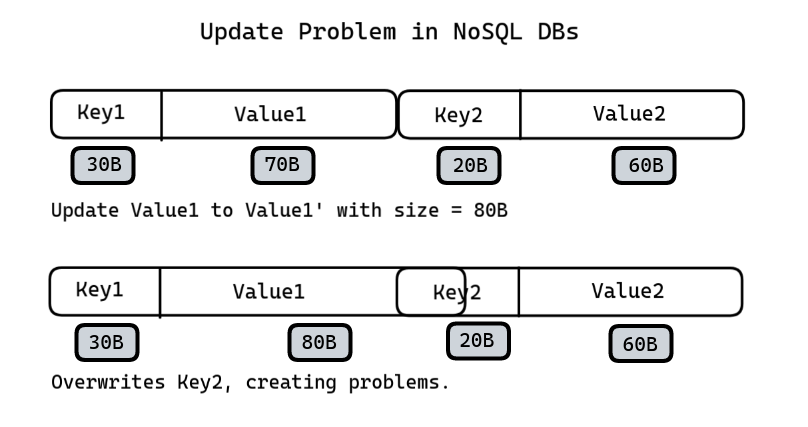 Update Problem in NoSQL DBs
Key1 Value1 Key2 Value2
30B 70B 20B 60B
Update Value1 to Value1' with size = 80B
Key1 Value1 Key2 Value2
30B 80B 20B 60B
Overwrites Key2, creating problems.